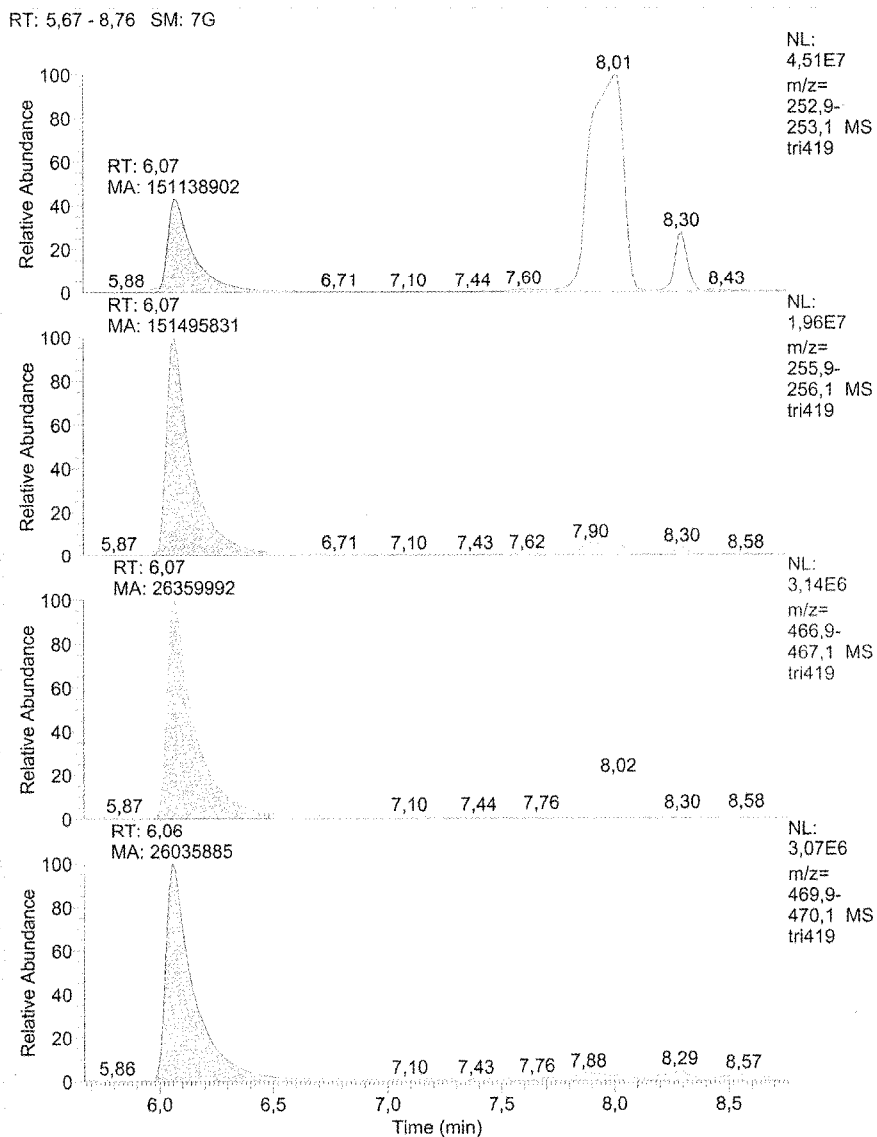 RT: 5,67 - 8,76 SM: 7G
NL:
4,51E7
m/z=
252,9-
253,1 MS
tri419
Relative Abundance
100
80
60
40
20
0
RT: 6,07
MA: 151138902
8,01
8,30
5,88
6,71
7,10
7,44
7,60
8,43
NL:
1,96E7
m/z=
255,9-
256,1 MS
tri419
Relative Abundance
100
80
60
40
20
0
RT: 6,07
MA: 151495831
5,87
6,71
7,10
7,43
7,62
7,90
8,30
8,58
NL:
3,14E6
m/z=
466,9-
467,1 MS
tri419
Relative Abundance
100
80
60
40
20
0
RT: 6,07
MA: 26359992
5,87
7,10
7,44
7,76
8,02
8,30
8,58
NL:
3,07E6
m/z=
469,9-
470,1 MS
tri419
Relative Abundance
100
80
60
40
20
0
RT: 6,06
MA: 26035885
5,86
7,10
7,43
7,76
7,88
8,29
8,57
6,0
6,5
7,0
7,5
8,0
8,5
Time (min)